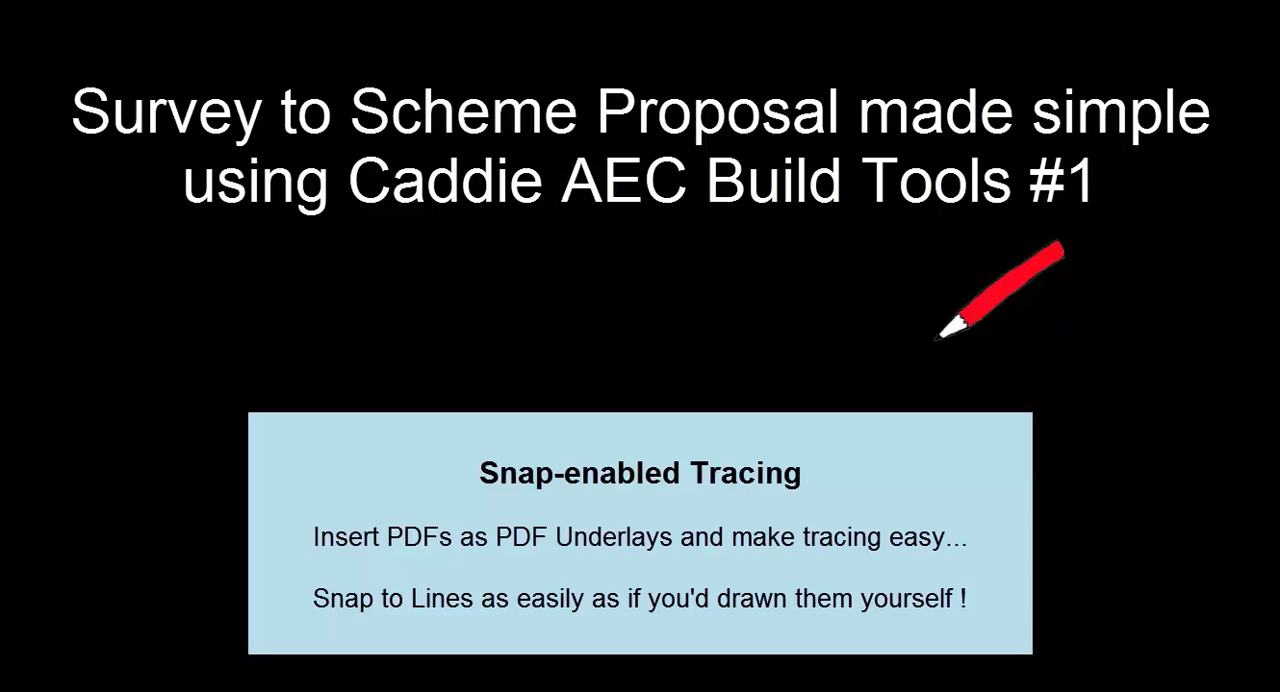 Survey to Scheme Proposal made simple
using Caddie AEC Build Tools #1
Snap-enabled Tracing
Insert PDFs as PDF Underlays and make tracing easy...
Snap to Lines as easily as if you'd drawn them yourself !